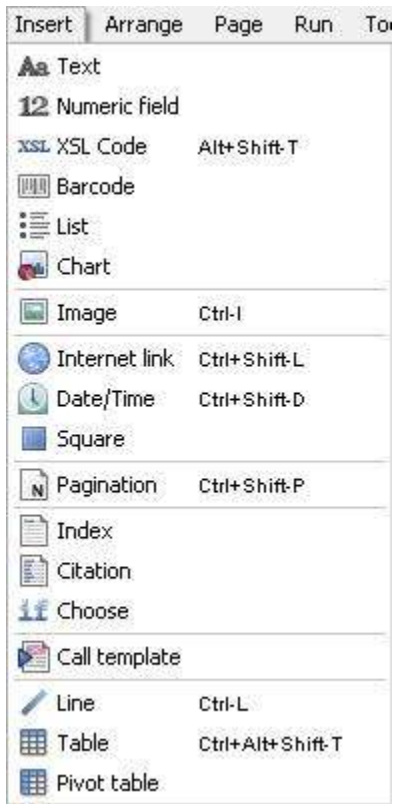 Insert Arrange Page Run To
Aa Text
12 Numeric field
XSL XSL Code Alt+Shift-T
Barcode
List
Chart
Image Ctrl-I
Internet link Ctrl+Shift-L
Date/Time Ctrl+Shift-D
Square
N Pagination Ctrl+Shift-P
Index
Citation
if Choose
Call template
Line Ctrl-L
Table Ctrl+Alt+Shift-T
Pivot table